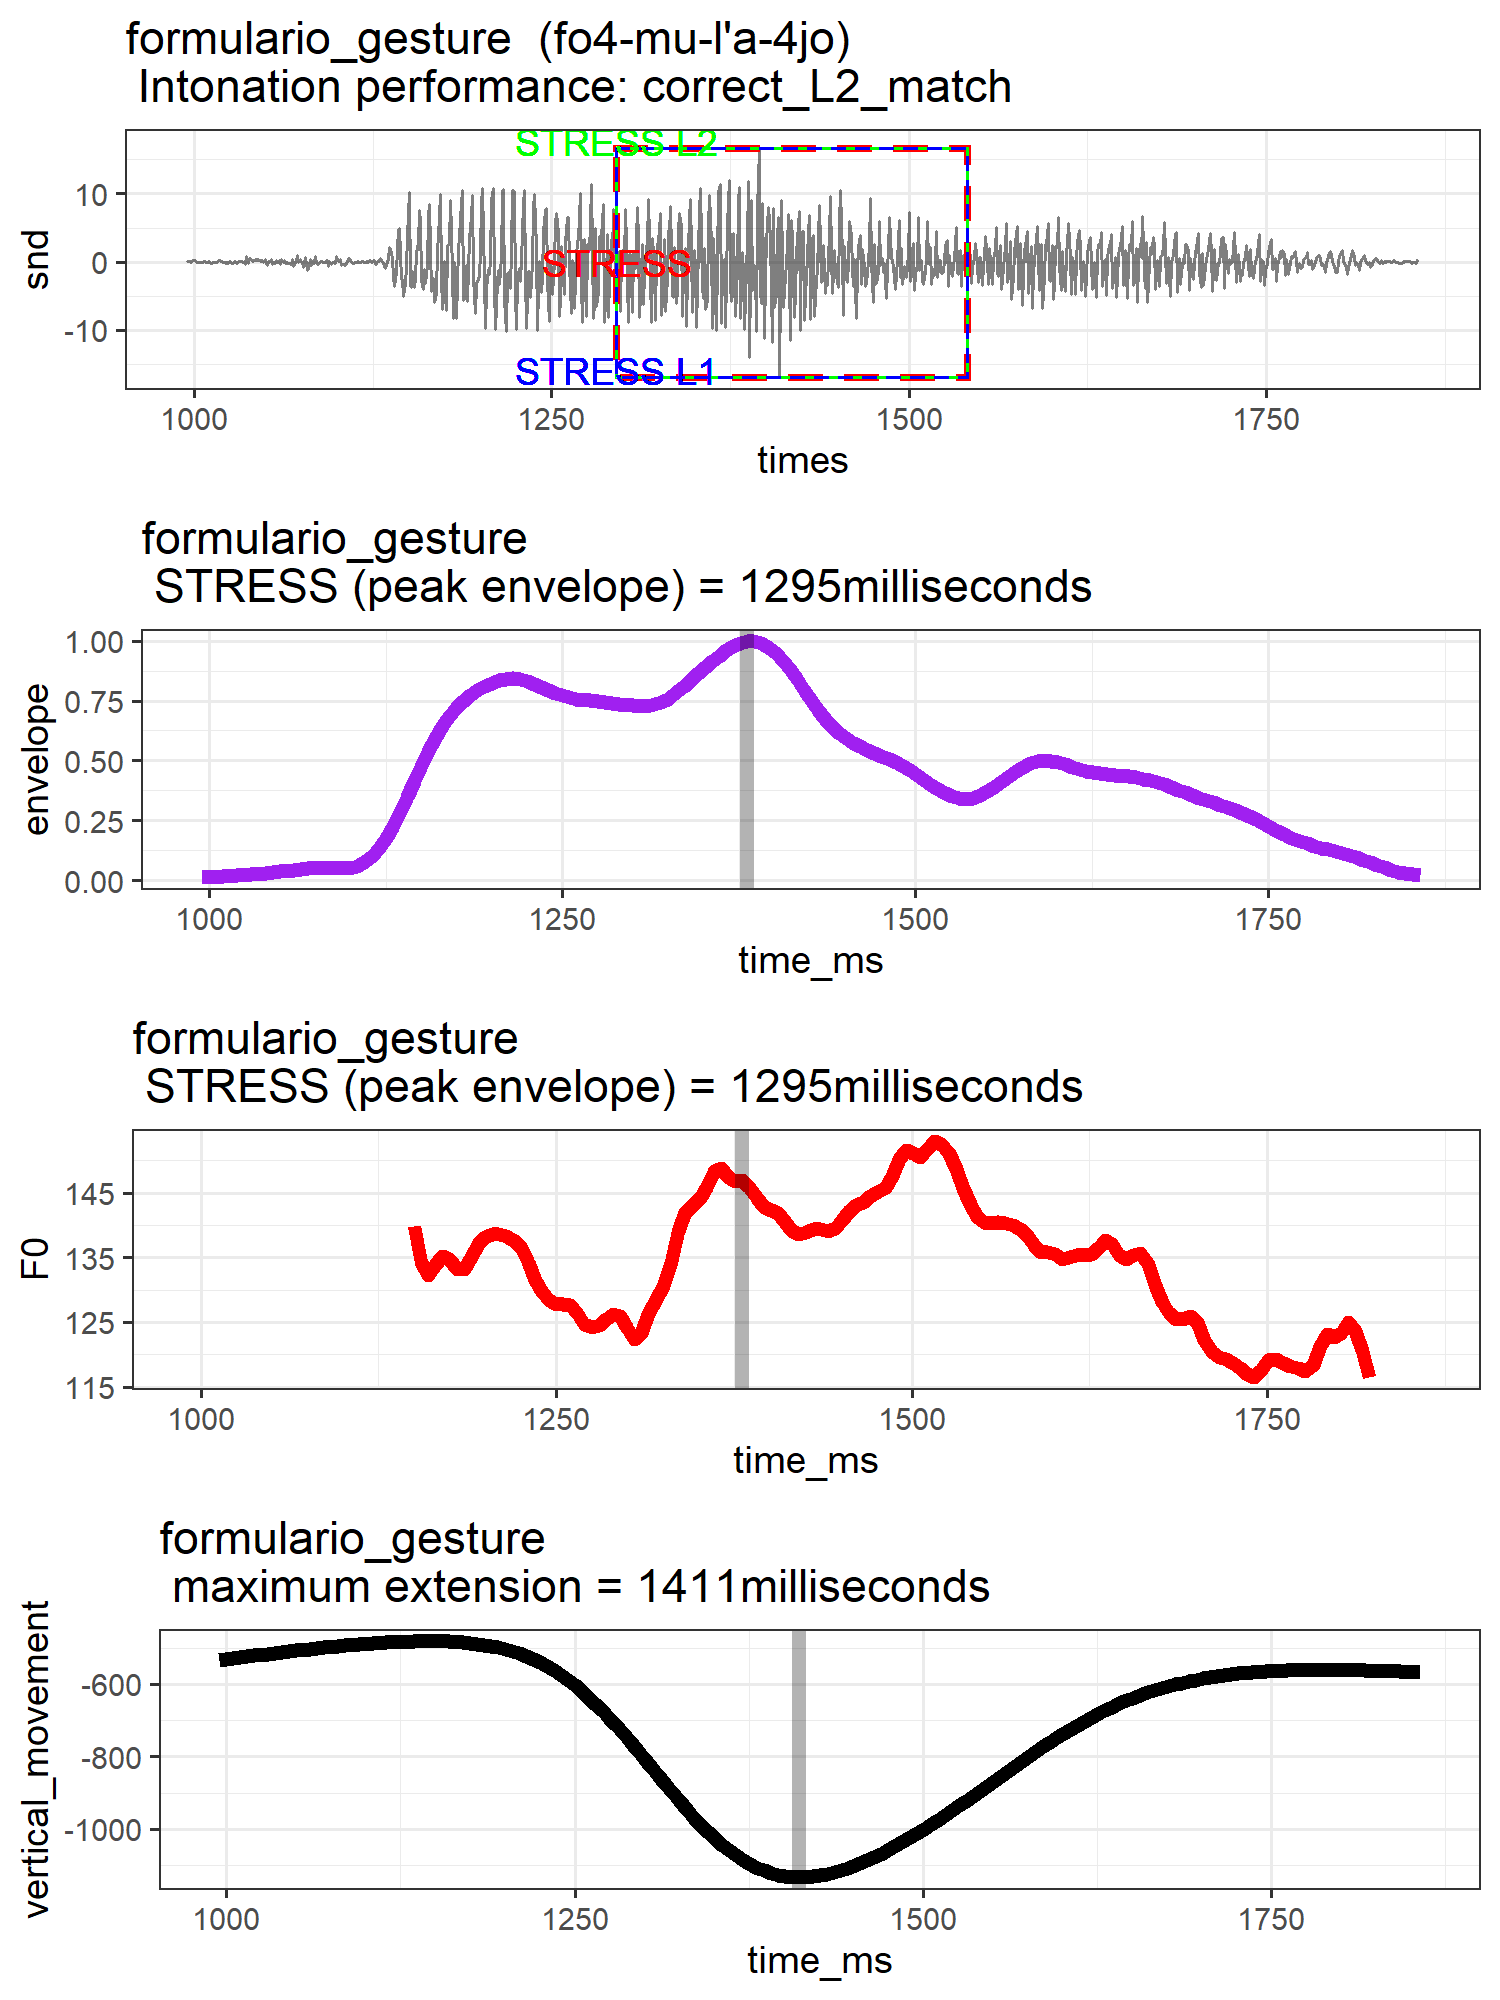 formulario_gesture  (fo4-mu-l'a-4jo)
Intonation performance: correct_L2_match
STRESS L2
STRESS
STRESS L1
snd
10
0
-10
1000 1250 1500 1750
times
formulario_gesture
STRESS (peak envelope) = 1295milliseconds
envelope
1.00
0.75
0.50
0.25
0.00
1000 1250 1500 1750
time_ms
formulario_gesture
STRESS (peak envelope) = 1295milliseconds
F0
145
135
125
115
1000 1250 1500 1750
time_ms
formulario_gesture
maximum extension = 1411milliseconds
vertical_movement
-600
-800
-1000
1000 1250 1500 1750
time_ms